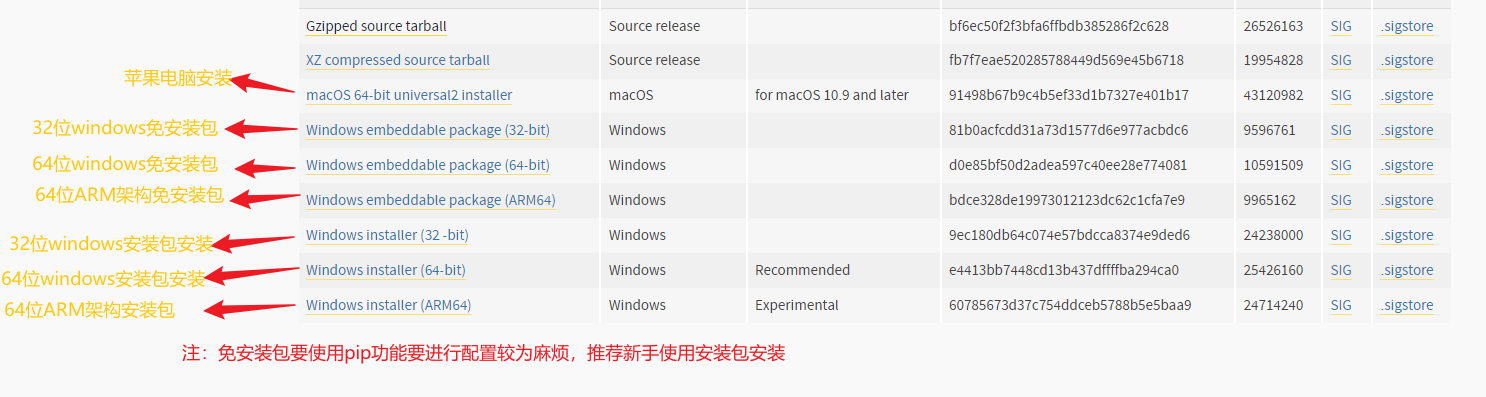 Gzipped source tarball Source release bf6ec50f2f3bfa6ffbdb385286f2c628 26526163 SIG .sigstore
XZ compressed source tarball Source release fb7f7eae520285788449d569e45b6718 19954828 SIG .sigstore
苹果电脑安装
macOS 64-bit universal2 installer macOS for macOS 10.9 and later 91498b67b9c4b5ef33d1b7327e401b17 43120982 SIG .sigstore
32位windows免安装包 Windows embeddable package (32-bit) Windows 81b0acfcdd31a73d1577d6e977acbdc6 9596761 SIG .sigstore
64位windows免安装包 Windows embeddable package (64-bit) Windows d0e85bf50d2adea597c40ee28e774081 10591509 SIG .sigstore
64位ARM架构免安装包 Windows embeddable package (ARM64) Windows bdce328de19973012123dc62c1cfa7e9 9965162 SIG .sigstore
32位windows安装包安装 Windows installer (32 -bit) Windows 9ec180db64c074e57bdcca8374e9ded6 24238000 SIG .sigstore
64位windows安装包安装 Windows installer (64-bit) Windows Recommended e4413bb7448cd13b437dffffba294ca0 25426160 SIG .sigstore
64位ARM架构安装包 Windows installer (ARM64) Windows Experimental 60785673d37c754ddceb5788b5e5baa9 24714240 SIG .sigstore
注：免安装包要使用pip功能要进行配置较为麻烦，推荐新手使用安装包安装